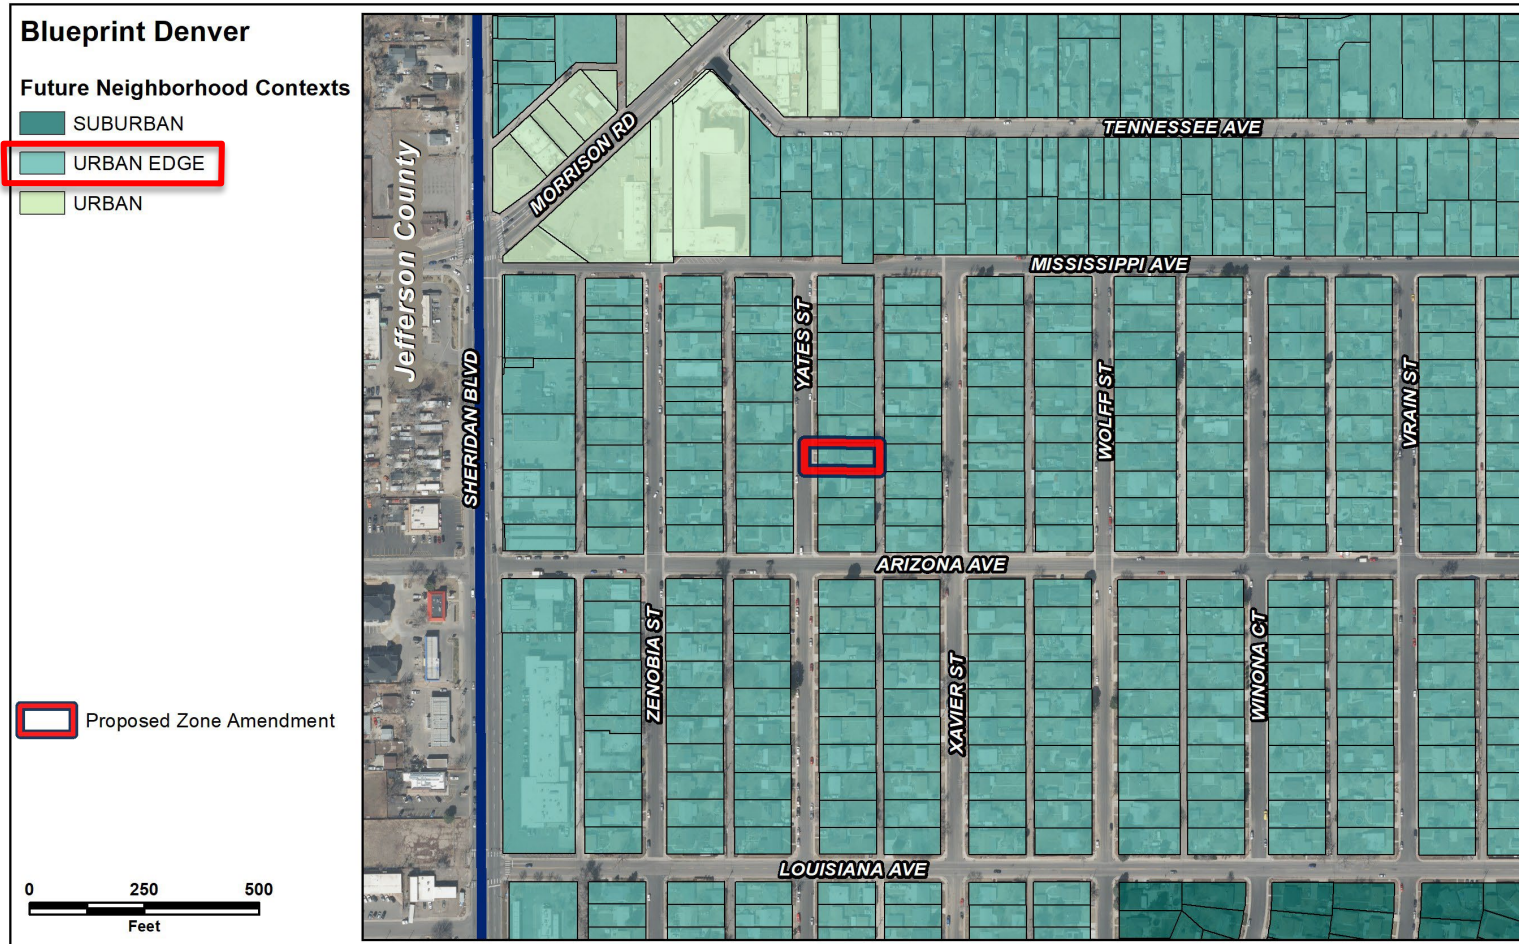 Blueprint Denver
Future Neighborhood Contexts
SUBURBAN
URBAN EDGE
URBAN
Proposed Zone Amendment
0 250 500
Feet
Jefferson County
SHERIDAN BLVD
MORRISON RD
TENNESSEE AVE
MISSISSIPPI AVE
YATES ST
WOLFF ST
VRAIN ST
ARIZONA AVE
ZENOBIA ST
XAVIER ST
WINONA CT
LOUISIANA AVE